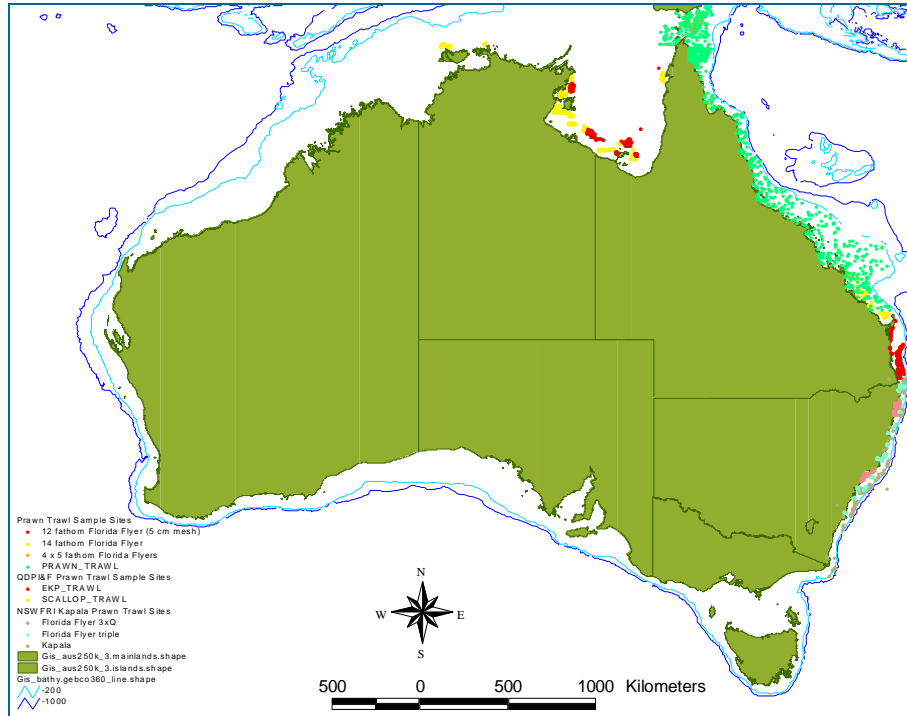 Prawn Trawl Sample Sites
12 fathom Florida Flyer (5 cm mesh)
14 fathom Florida Flyer
4 x 5 fathom Florida Flyers
PRAWN_TRAWL
QDPI&F Prawn Trawl Sample Sites
EKP_TRAWL
SCALLOP_TRAWL
NSWFRI Kapala Prawn Trawl Sites
Florida Flyer 3xQ
Florida Flyer triple
Kapala
Gis_aus250k_3.mainlands.shape
Gis_aus250k_3.islands.shape
Gis_bathy.gebco360_line.shape
-200
-1000
N
W E
S
500 0 500 1000 Kilometers